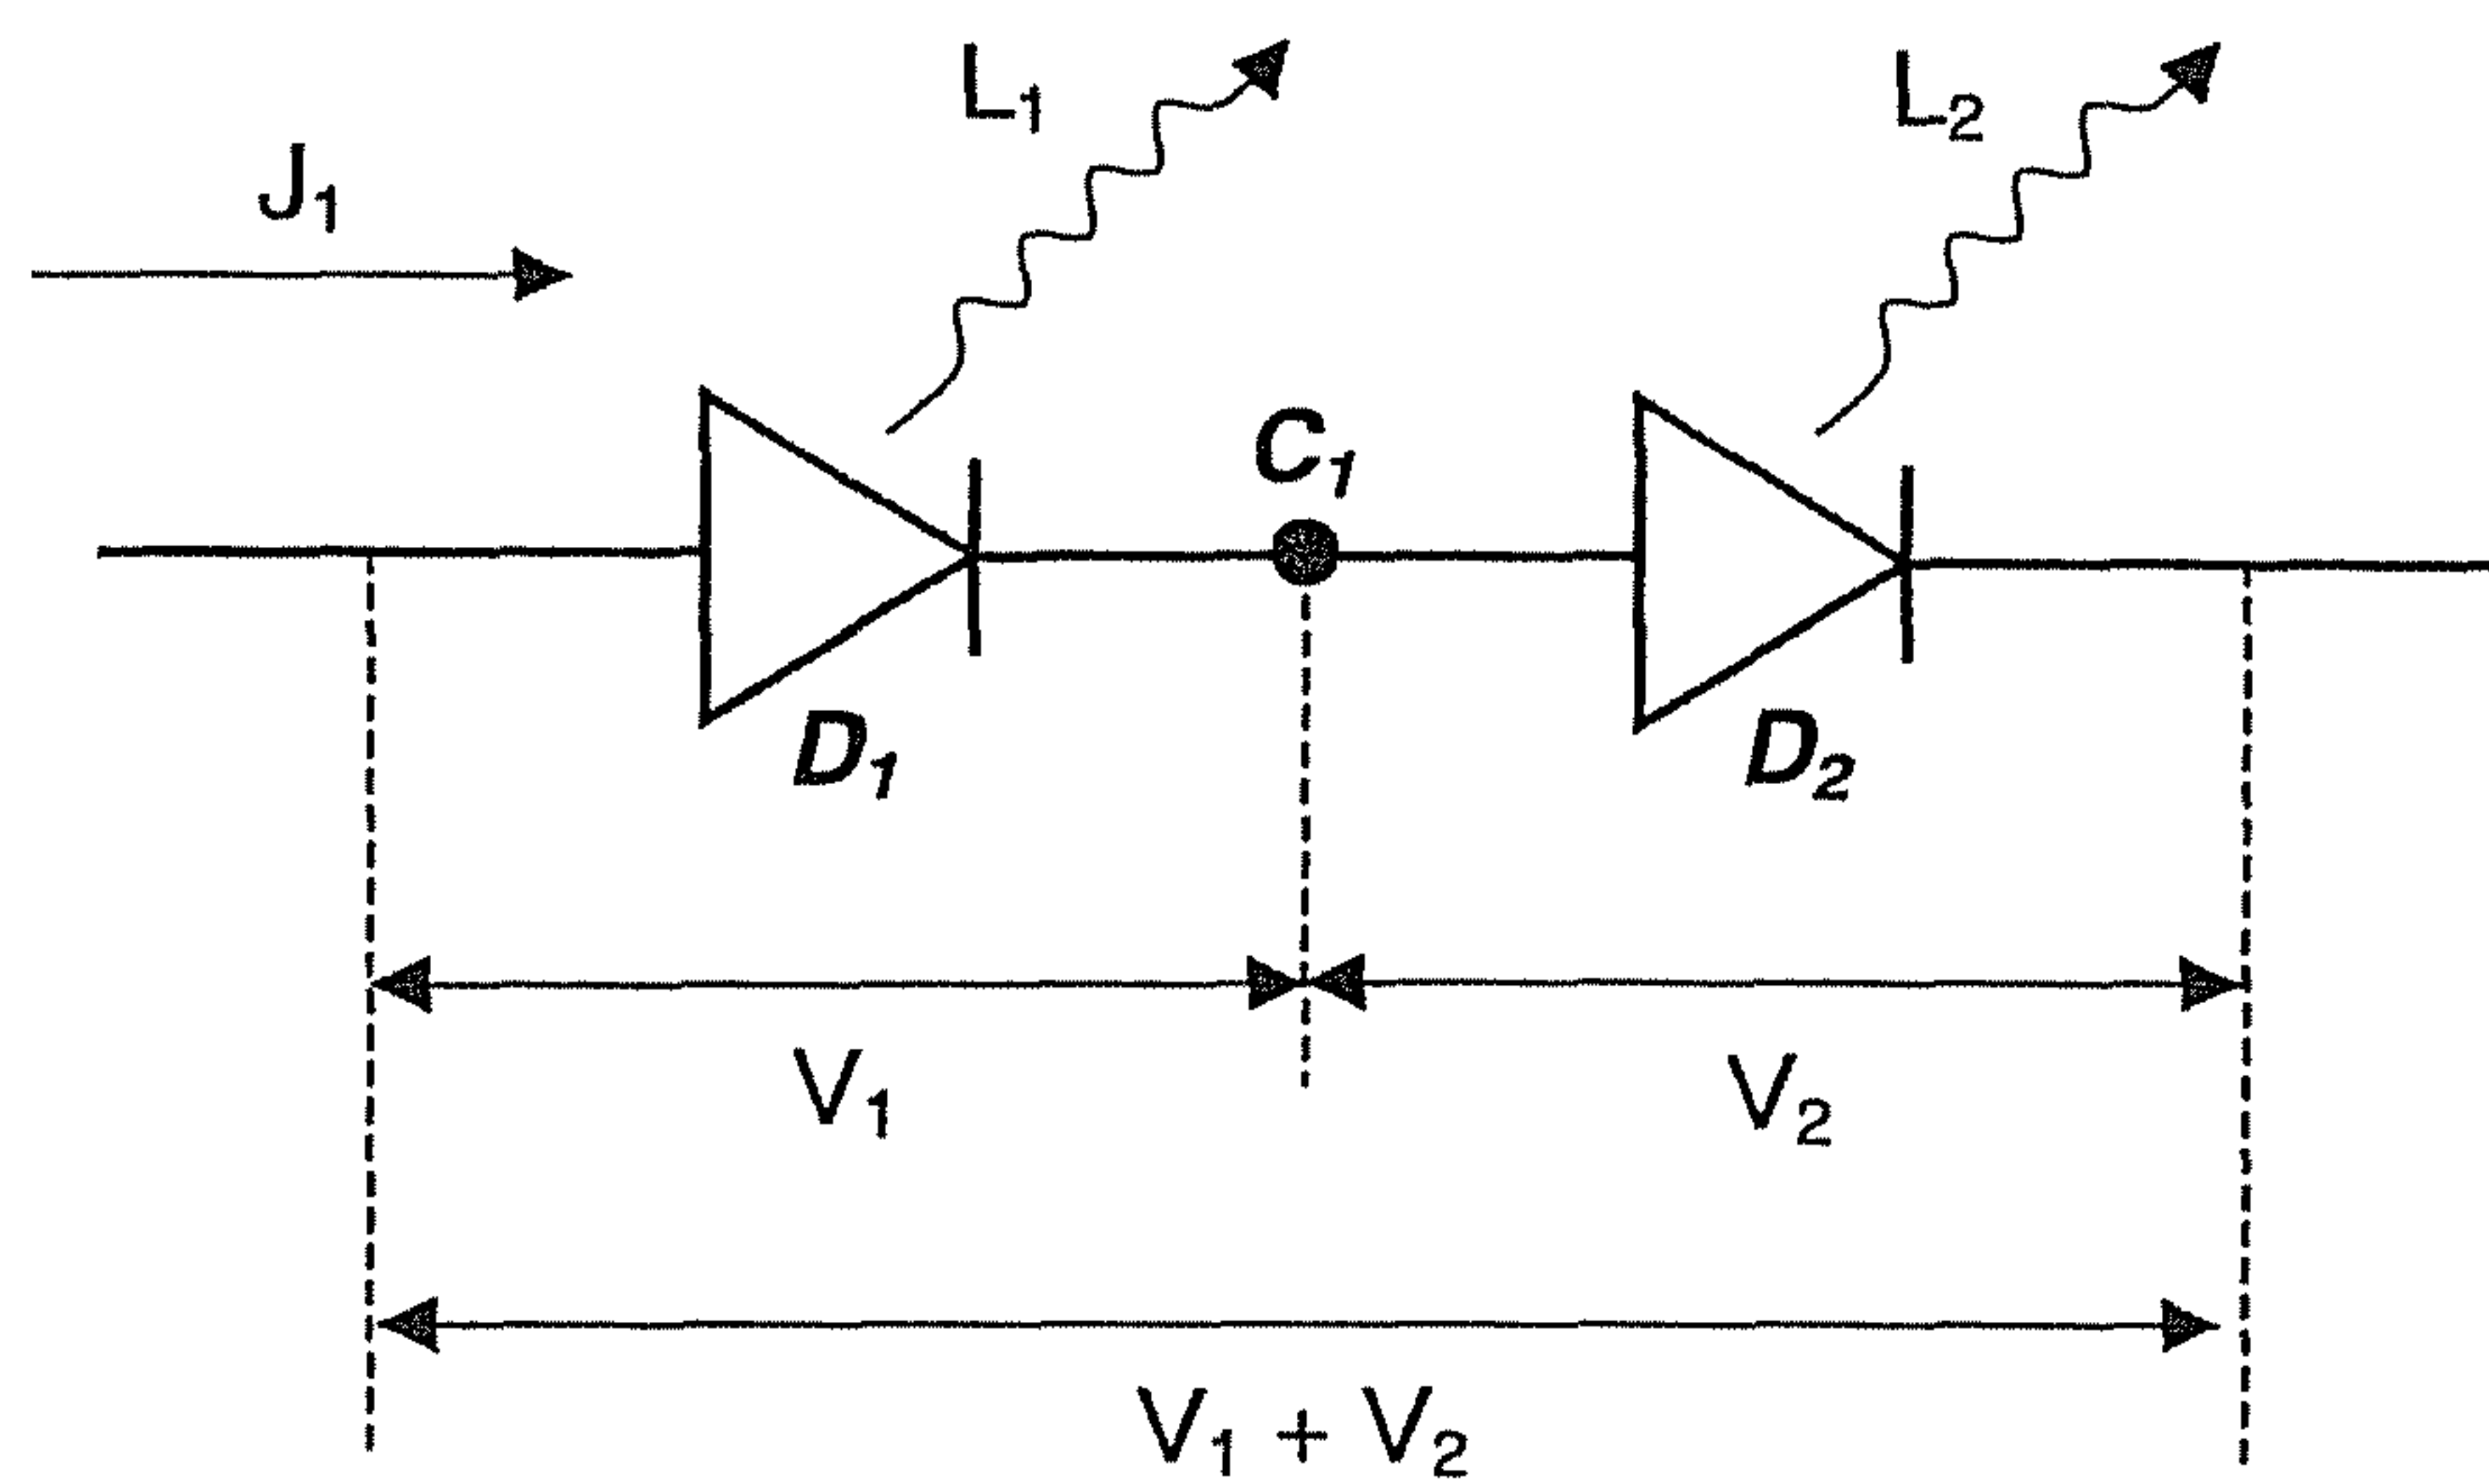 L₁
L₂
J₁
C₁
D₁
D₂
V₁
V₂
V₁ + V₂